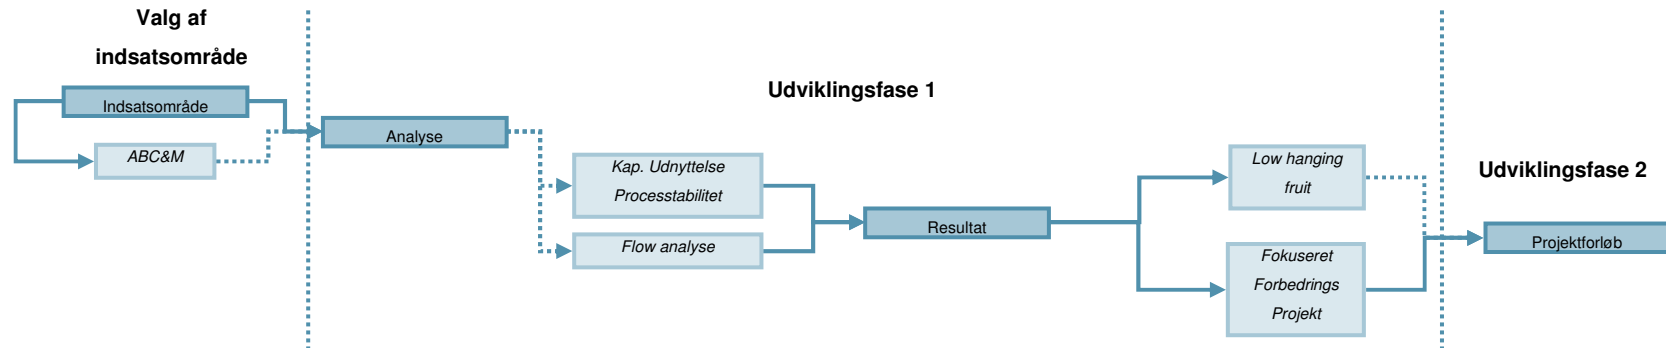 Valg af
indsatsområde
Indsatsområde
ABC&M
Udviklingsfase 1
Analyse
Kap. Udnyttelse
Processtabilitet
Flow analyse
Resultat
Low hanging
fruit
Fokuseret
Forbedrings
Projekt
Udviklingsfase 2
Projektforløb